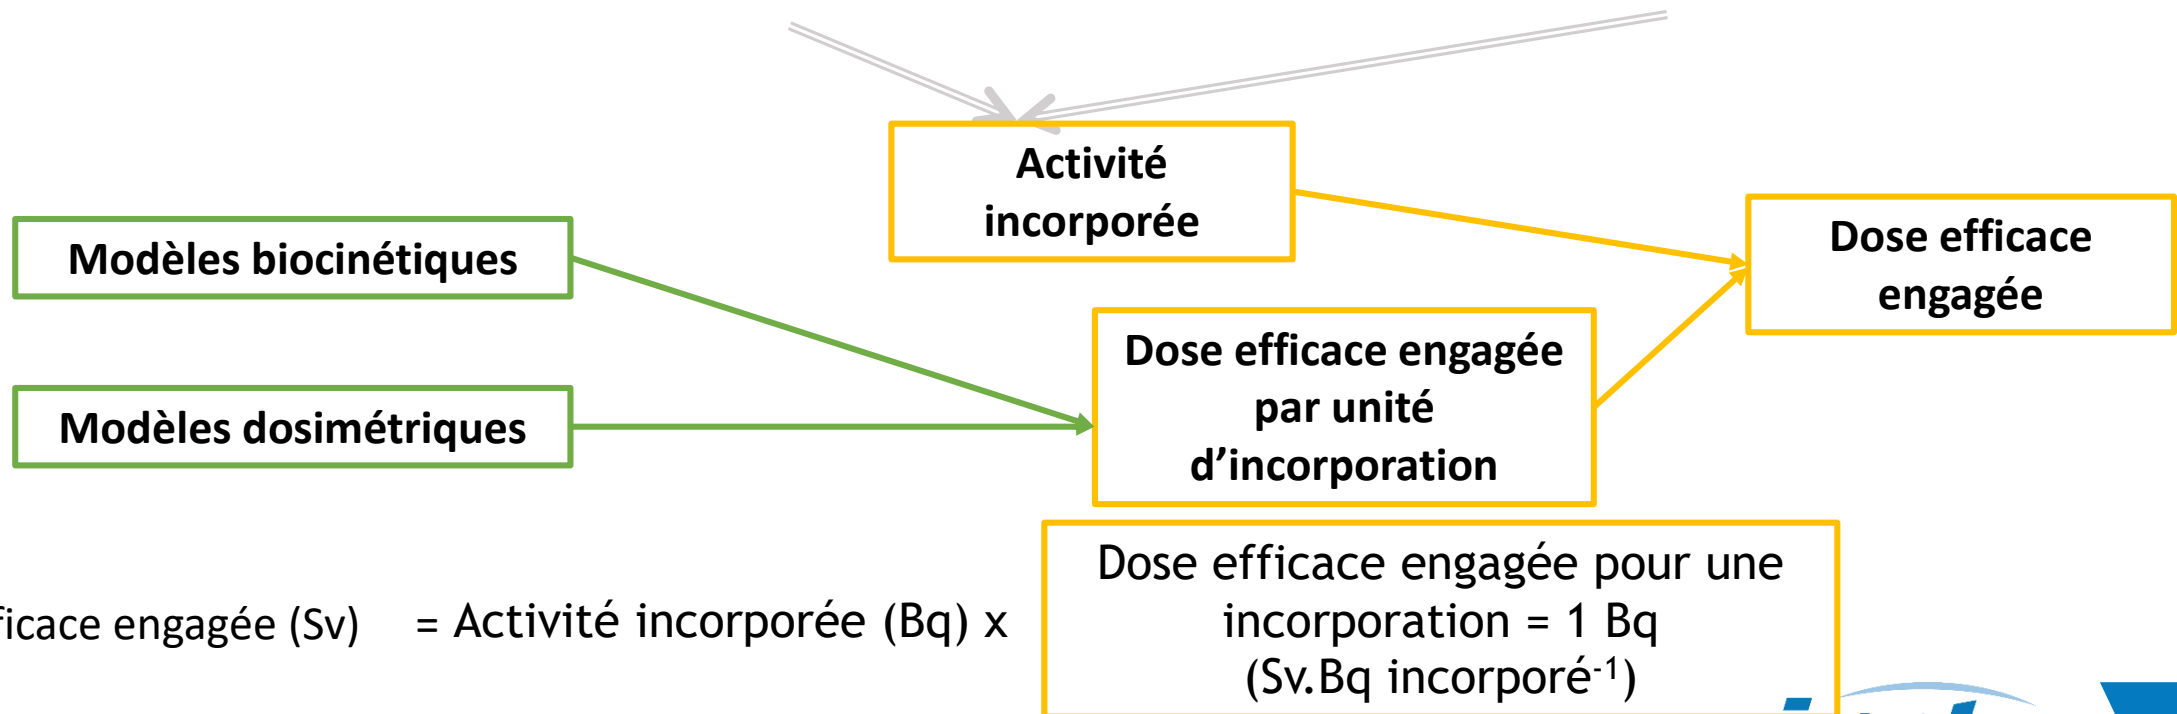 Activité
incorporée
Modèles biocinétiques
Dose efficace
engagée
Dose efficace engagée
par unité
d’incorporation
Modèles dosimétriques
Dose efficace engagée pour une
engagée (Sv) = Activité incorporée (Bq) x
incorporation = 1 Bq
(Sv.Bq incorporé⁻¹)